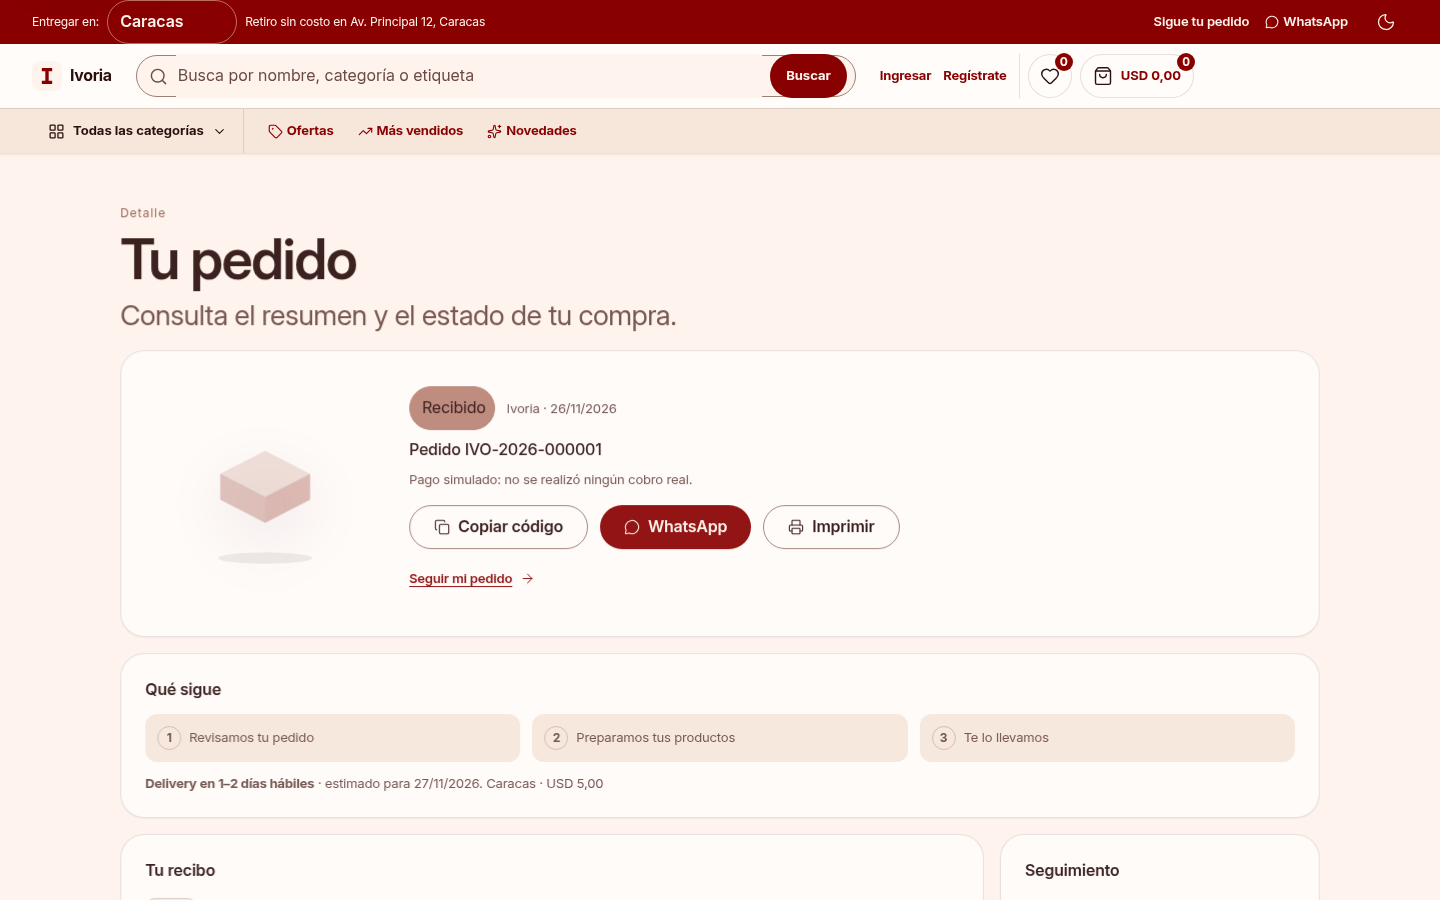 Entregar en: Caracas Retiro sin costo en Av. Principal 12, Caracas Sigue tu pedido WhatsApp
I Ivoria Busca por nombre, categoría o etiqueta Buscar Ingresar Regístrate 0 USD 0,00 0
Todas las categorías Ofertas Más vendidos Novedades
Detalle
Tu pedido
Consulta el resumen y el estado de tu compra.
Recibido Ivoria · 26/11/2026
Pedido IVO-2026-000001
Pago simulado: no se realizó ningún cobro real.
Copiar código WhatsApp Imprimir
Seguir mi pedido
Qué sigue
1 Revisamos tu pedido 2 Preparamos tus productos 3 Te lo llevamos
Delivery en 1–2 días hábiles · estimado para 27/11/2026. Caracas · USD 5,00
Tu recibo Seguimiento